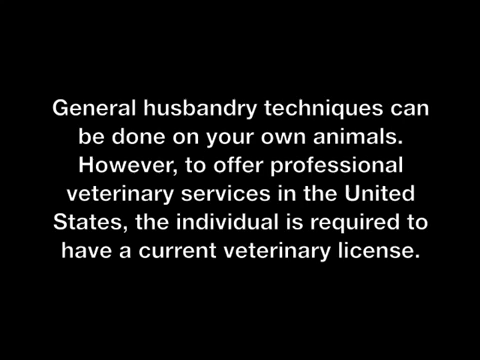 General husbandry techniques can
be done on your own animals.
However, to offer professional
veterinary services in the United
States, the individual is required to
have a current veterinary license.